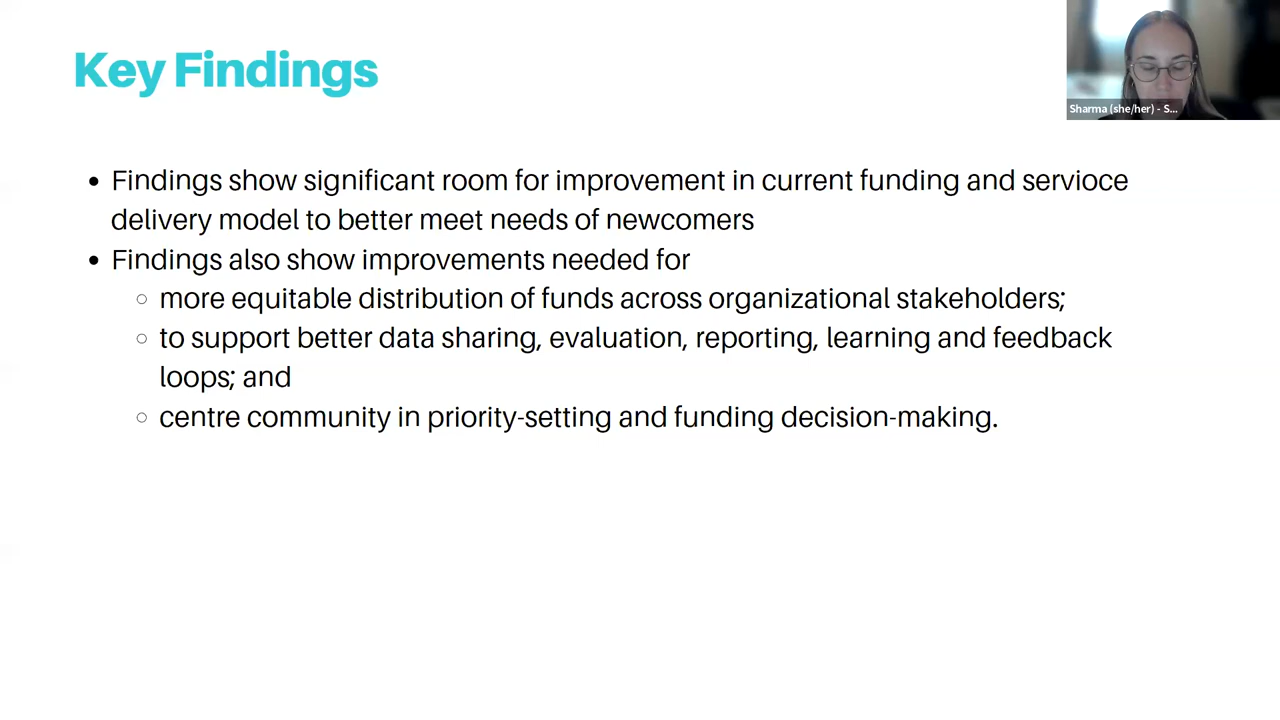 Key Findings
Sharma (she/her) - S...
• Findings show significant room for improvement in current funding and servioce
delivery model to better meet needs of newcomers
• Findings also show improvements needed for
○ more equitable distribution of funds across organizational stakeholders;
○ to support better data sharing, evaluation, reporting, learning and feedback
loops; and
○ centre community in priority-setting and funding decision-making.